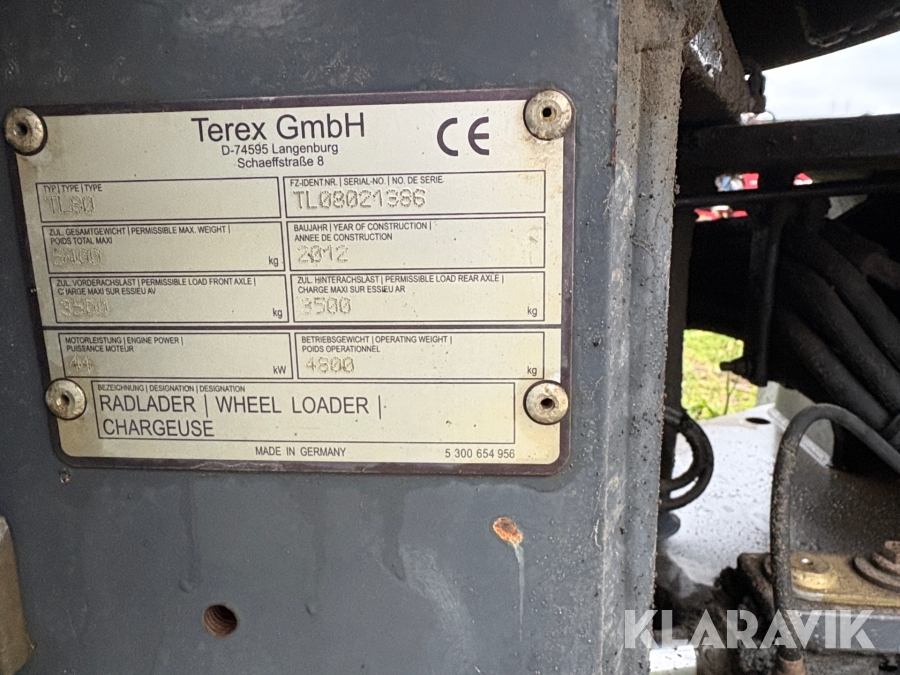 Terex GmbH
D-74595 Langenburg
Schaeffstraße 8
CE
TYP | TYPE | TYPE
TL80
FZ-IDENT.NR. | SERIAL-NO. | NO. DE SERIE.
TL08021386
ZUL. GESAMTGEWICHT | PERMISSIBLE MAX. WEIGHT |
POIDS TOTAL MAXI
kg
BAUJAHR | YEAR OF CONSTRUCTION |
ANNEE DE CONSTRUCTION
2012
ZUL. VORDERACHSLAST | PERMISSIBLE LOAD FRONT AXLE |
CHARGE MAXI SUR ESSIEU AV
3500
kg
ZUL. HINTERACHSLAST | PERMISSIBLE LOAD REAR AXLE |
CHARGE MAXI SUR ESSIEU AR
3500
kg
MOTORLEISTUNG | ENGINE POWER |
PUISSANCE MOTEUR
kW
BETRIEBSGEWICHT | OPERATING WEIGHT |
POIDS OPERATIONNEL
4800
kg
BEZEICHNUNG | DESIGNATION | DESIGNATION
RADLADER | WHEEL LOADER |
CHARGEUSE
MADE IN GERMANY
5 300 654 956
KLARAVIK